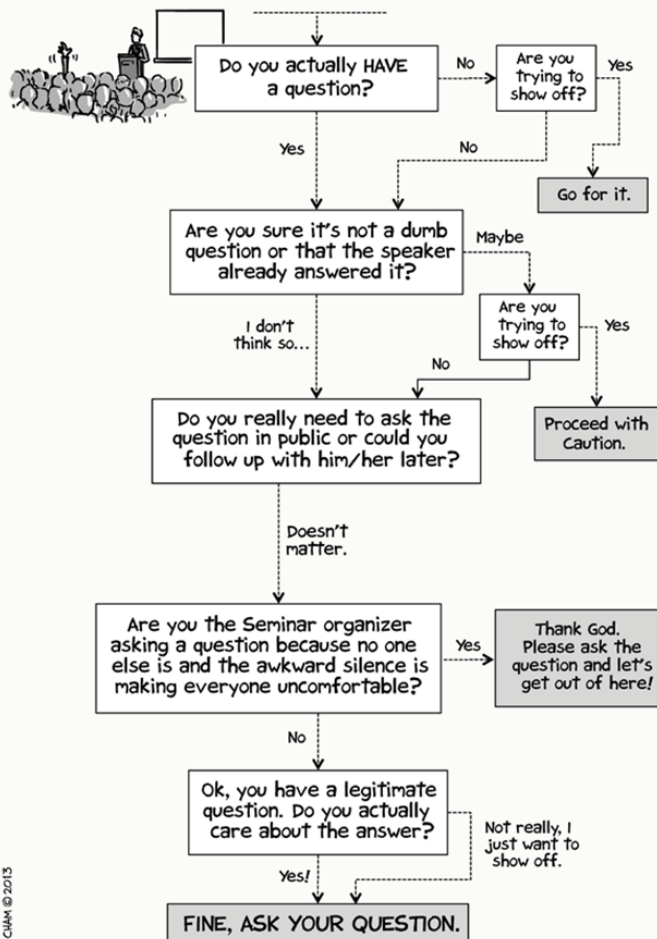 Do you actually HAVE
a question?
No
Are you
trying to
show off?
Yes
Yes
No
Go for it.
Are you sure it's not a dumb
question or that the speaker
already answered it?
Maybe
I don't
think so...
Are you
trying to
show off?
Yes
No
Do you really need to ask the
question in public or could you
follow up with him/her later?
Proceed with
Caution.
Doesn't
matter.
Are you the Seminar organizer
asking a question because no one
else is and the awkward silence is
making everyone uncomfortable?
Yes
Thank God.
Please ask the
question and let's
get out of here!
No
Ok, you have a legitimate
question. Do you actually
care about the answer?
Not really, I
just want to
show off.
Yes!
FINE, ASK YOUR QUESTION.
CHAM © 2013